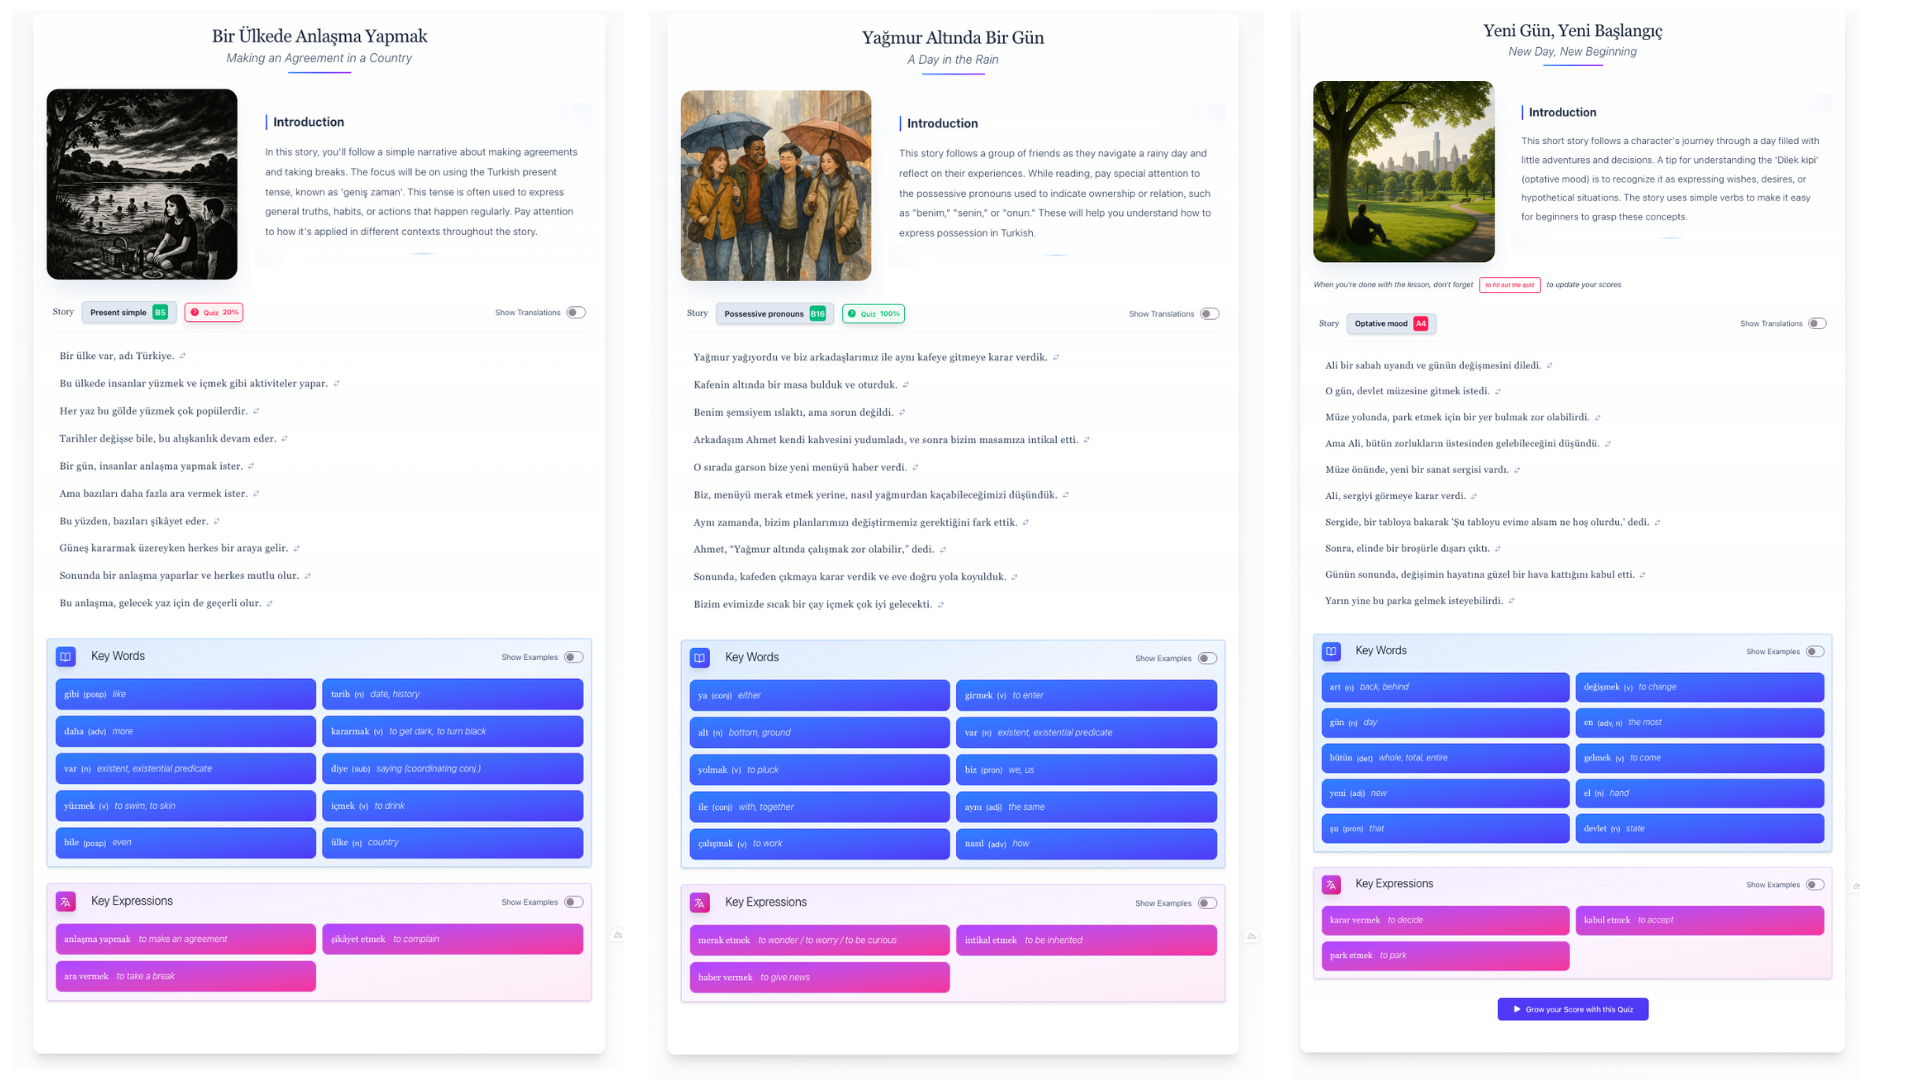 Bir Ülkede Anlaşma Yapmak
Making an Agreement in a Country
Introduction
In this story, you'll follow a simple narrative about making agreements
and taking breaks. The focus will be on using the Turkish present
tense, known as 'geniş zaman'. This tense is often used to express
general truths, habits, or actions that happen regularly. Pay attention
to how it's applied in different contexts throughout the story.
Story Present simple B5 Quiz 20% Show Translations
Bir ülke var, adı Türkiye.
Bu ülkede insanlar yüzmek ve içmek gibi aktiviteler yapar.
Her yaz bu gölde yüzmek çok popülerdir.
Tarihler değişse bile, bu alışkanlık devam eder.
Bir gün, insanlar anlaşma yapmak ister.
Ama bazıları daha fazla ara vermek ister.
Bu yüzden, bazıları şikâyet eder.
Güneş kararmak üzereyken herkes bir araya gelir.
Sonunda bir anlaşma yaparlar ve herkes mutlu olur.
Bu anlaşma, gelecek yaz için de geçerli olur.
Key Words Show Examples
gibi (posp) like tarih (n) date, history
daha (adv) more kararmak (v) to get dark, to turn black
var (n) existent, existential predicate diye (sub) saying (coordinating conj.)
yüzmek (v) to swim, to skin içmek (v) to drink
bile (posp) even ülke (n) country
Key Expressions Show Examples
anlaşma yapmak to make an agreement şikâyet etmek to complain
ara vermek to take a break
Yağmur Altında Bir Gün
A Day in the Rain
Introduction
This story follows a group of friends as they navigate a rainy day and
reflect on their experiences. While reading, pay special attention to
the possessive pronouns used to indicate ownership or relation, such
as "benim," "senin," or "onun." These will help you understand how to
express possession in Turkish.
Story Possessive pronouns B16 Quiz 100% Show Translations
Yağmur yağıyordu ve biz arkadaşlarımız ile aynı kafeye gitmeye karar verdik.
Kafenin altında bir masa bulduk ve oturduk.
Benim şemsiyem ıslaktı, ama sorun değildi.
Arkadaşım Ahmet kendi kahvesini yudumladı, ve sonra bizim masamıza intikal etti.
O sırada garson bize yeni menüyü haber verdi.
Biz, menüyü merak etmek yerine, nasıl yağmurdan kaçabileceğimizi düşündük.
Aynı zamanda, bizim planlarımızı değiştirmemiz gerektiğini fark ettik.
Ahmet, "Yağmur altında çalışmak zor olabilir," dedi.
Sonunda, kafeden çıkmaya karar verdik ve eve doğru yola koyulduk.
Bizim evimizde sıcak bir çay içmek çok iyi gelecekti.
Key Words Show Examples
ya (conj) either girmek (v) to enter
alt (n) bottom, ground var (n) existent, existential predicate
yolmak (v) to pluck biz (pron) we, us
ile (conj) with, together aynı (adj) the same
çalışmak (v) to work nasıl (adv) how
Key Expressions Show Examples
merak etmek to wonder / to worry / to be curious intikal etmek to be inherited
haber vermek to give news
Yeni Gün, Yeni Başlangıç
New Day, New Beginning
Introduction
This short story follows a character's journey through a day filled with
little adventures and decisions. A tip for understanding the 'Dilek kipi'
(optative mood) is to recognize it as expressing wishes, desires, or
hypothetical situations. The story uses simple verbs to make it easy
for beginners to grasp these concepts.
When you're done with the lesson, don't forget to fill out the quiz to update your scores
Story Optative mood A4 Show Translations
Ali bir sabah uyandı ve günün değişmesini diledi.
O gün, devlet müzesine gitmek istedi.
Müze yolunda, park etmek için bir yer bulmak zor olabilirdi.
Ama Ali, bütün zorlukların üstesinden gelebileceğini düşündü.
Müze önünde, yeni bir sanat sergisi vardı.
Ali, sergiyi görmeye karar verdi.
Sergide, bir tabloya bakarak 'Şu tabloyu evime alsam ne hoş olurdu,' dedi.
Sonra, elinde bir broşürle dışarı çıktı.
Günün sonunda, değişimin hayatına güzel bir hava kattığını kabul etti.
Yarın yine bu parka gelmek isteyebilirdi.
Key Words Show Examples
art (n) back, behind değişmek (v) to change
gün (n) day en (adv, n) the most
bütün (det) whole, total, entire gelmek (v) to come
yeni (adj) new el (n) hand
şu (pron) that devlet (n) state
Key Expressions Show Examples
karar vermek to decide kabul etmek to accept
park etmek to park
Grow your Score with this Quiz